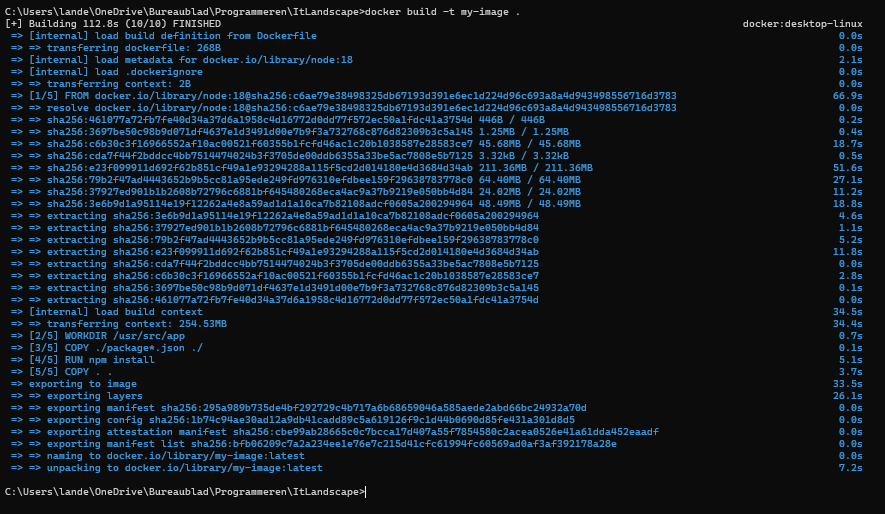 C:\Users\lande\OneDrive\Bureaublad\Programmeren\ItLandscape>docker build -t my-image .
[+] Building 112.8s (10/10) FINISHED docker:desktop-linux
=> [internal] load build definition from Dockerfile 0.0s
=> => transferring dockerfile: 268B 0.0s
=> [internal] load metadata for docker.io/library/node:18 2.1s
=> [internal] load .dockerignore 0.0s
=> => transferring context: 2B 0.0s
=> [1/5] FROM docker.io/library/node:18@sha256:c6ae79e38498325db67193d391e6ec1d224d96c693a8a4d943498556716d3783 66.9s
=> => resolve docker.io/library/node:18@sha256:c6ae79e38498325db67193d391e6ec1d224d96c693a8a4d943498556716d3783 0.0s
=> => sha256:461077a72fb7fe40d34a37d6a1958c4d16772d0dd77f572ec50a1fdc41a3754d 446B / 446B 0.2s
=> => sha256:3697be50c98b9d071df4637e1d3491d00e7b9f3a732768c876d82309b3c5a145 1.25MB / 1.25MB 0.4s
=> => sha256:c6b30c3f16966552af10ac00521f60355b1fcfd46ac1c20b1038587e28583ce7 45.68MB / 45.68MB 18.7s
=> => sha256:cda7f44f2bddcc4bb7514474024b3f3705de00ddb6355a33be5ac7808e5b7125 3.32kB / 3.32kB 0.5s
=> => sha256:e23f099911d692f62b851cf49a1e93294288a115f5cd2d014180e4d3684d34ab 211.36MB / 211.36MB 51.6s
=> => sha256:79b2f47ad4443652b9b5cc81a95ede249fd976310efdbee159f29638783778c0 64.40MB / 64.40MB 27.1s
=> => sha256:37927ed901b1b2608b72796c6881bf645480268eca4ac9a37b9219e050bb4d84 24.02MB / 24.02MB 11.2s
=> => sha256:3e6b9d1a95114e19f12262a4e8a59ad1d1a10ca7b82108adcf0605a200294964 48.49MB / 48.49MB 18.8s
=> => extracting sha256:3e6b9d1a95114e19f12262a4e8a59ad1d1a10ca7b82108adcf0605a200294964 4.6s
=> => extracting sha256:37927ed901b1b2608b72796c6881bf645480268eca4ac9a37b9219e050bb4d84 1.1s
=> => extracting sha256:79b2f47ad4443652b9b5cc81a95ede249fd976310efdbee159f29638783778c0 5.2s
=> => extracting sha256:e23f099911d692f62b851cf49a1e93294288a115f5cd2d014180e4d3684d34ab 11.8s
=> => extracting sha256:cda7f44f2bddcc4bb7514474024b3f3705de00ddb6355a33be5ac7808e5b7125 0.0s
=> => extracting sha256:c6b30c3f16966552af10ac00521f60355b1fcfd46ac1c20b1038587e28583ce7 2.8s
=> => extracting sha256:3697be50c98b9d071df4637e1d3491d00e7b9f3a732768c876d82309b3c5a145 0.1s
=> => extracting sha256:461077a72fb7fe40d34a37d6a1958c4d16772d0dd77f572ec50a1fdc41a3754d 0.0s
=> [internal] load build context 34.5s
=> => transferring context: 254.53MB 34.4s
=> [2/5] WORKDIR /usr/src/app 0.7s
=> [3/5] COPY ./package*.json ./ 0.1s
=> [4/5] RUN npm install 5.1s
=> [5/5] COPY . . 3.7s
=> exporting to image 33.5s
=> => exporting layers 26.1s
=> => exporting manifest sha256:295a989b735de4bf292729c4b717a6b68659046a585aede2abd66bc24932a70d 0.0s
=> => exporting config sha256:1b74c94ae30ad12a9db41cadd89c5a619126f9c1d44b0690d85fe431a301d8d5 0.0s
=> => exporting attestation manifest sha256:cbe99ab28665c0c7bcca17d407a55f7854580c2acea0526e41a61dda452eaadf 0.0s
=> => exporting manifest list sha256:bfb06209c7a2a234ee1e76e7c215d41cfc61994fc60569ad0af3af392178a28e 0.0s
=> => naming to docker.io/library/my-image:latest 0.0s
=> => unpacking to docker.io/library/my-image:latest 7.2s
C:\Users\lande\OneDrive\Bureaublad\Programmeren\ItLandscape>